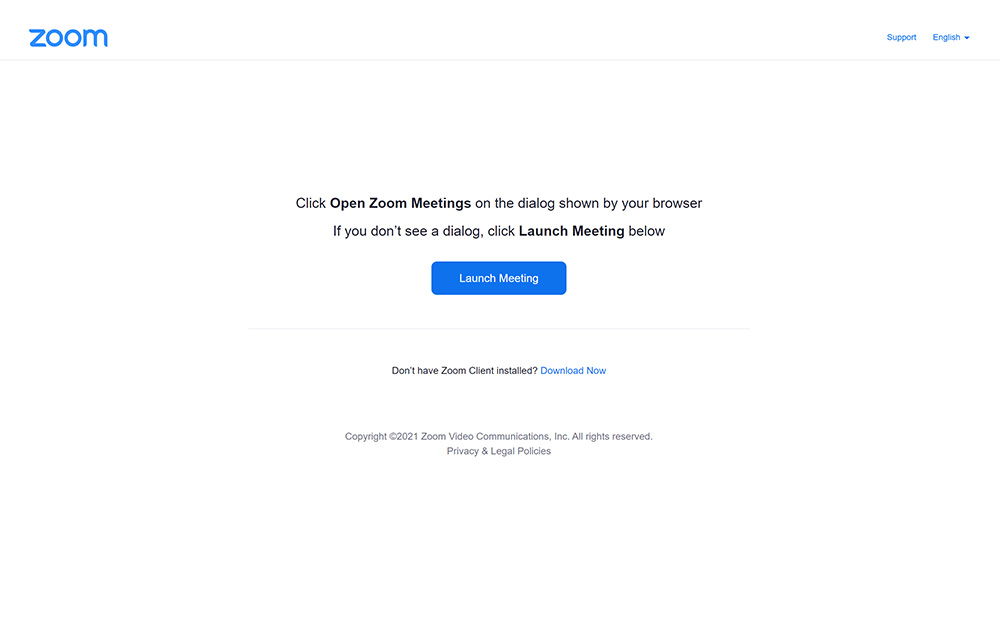 zoom
Support English
Click Open Zoom Meetings on the dialog shown by your browser
If you don’t see a dialog, click Launch Meeting below
Launch Meeting
Don’t have Zoom Client installed? Download Now
Copyright ©2021 Zoom Video Communications, Inc. All rights reserved.
Privacy & Legal Policies